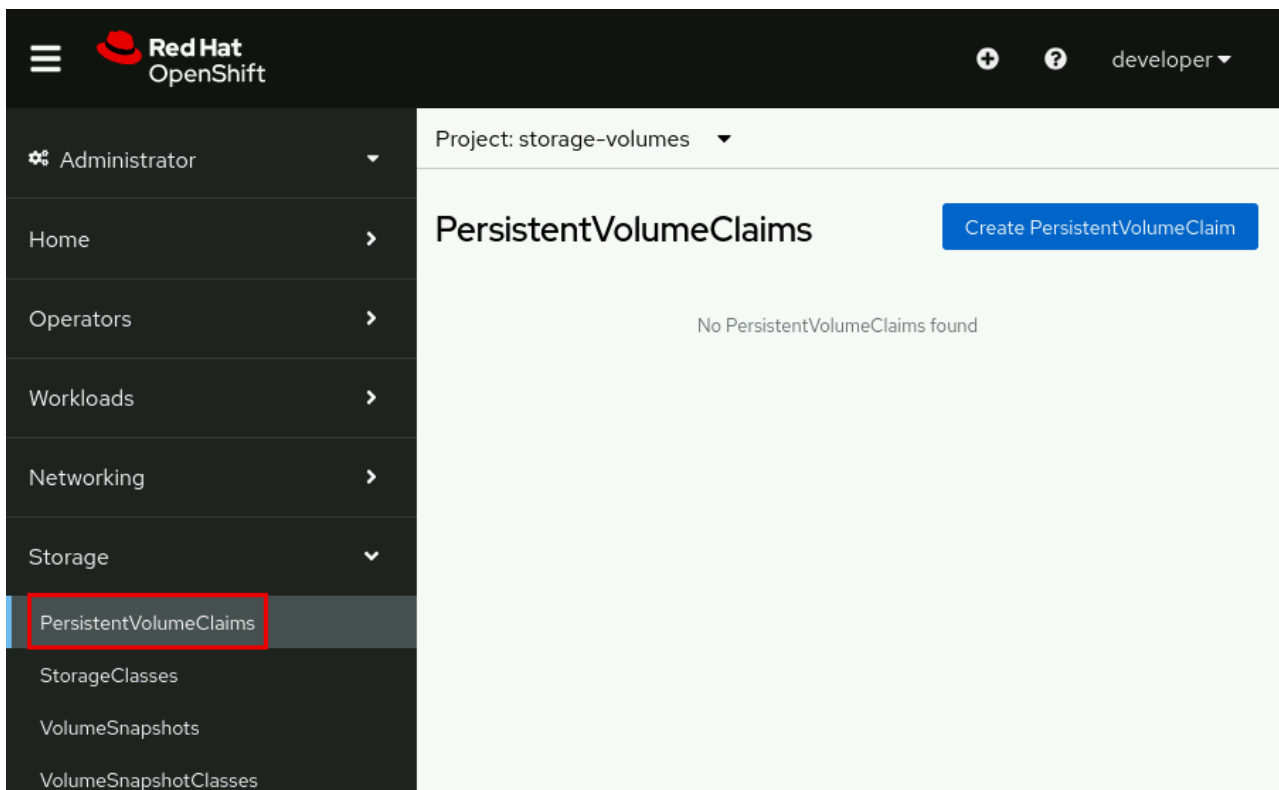 Red Hat
OpenShift
developer
Administrator
Home
Operators
Workloads
Networking
Storage
PersistentVolumeClaims
StorageClasses
VolumeSnapshots
VolumeSnapshotClasses
Project: storage-volumes
PersistentVolumeClaims
Create PersistentVolumeClaim
No PersistentVolumeClaims found